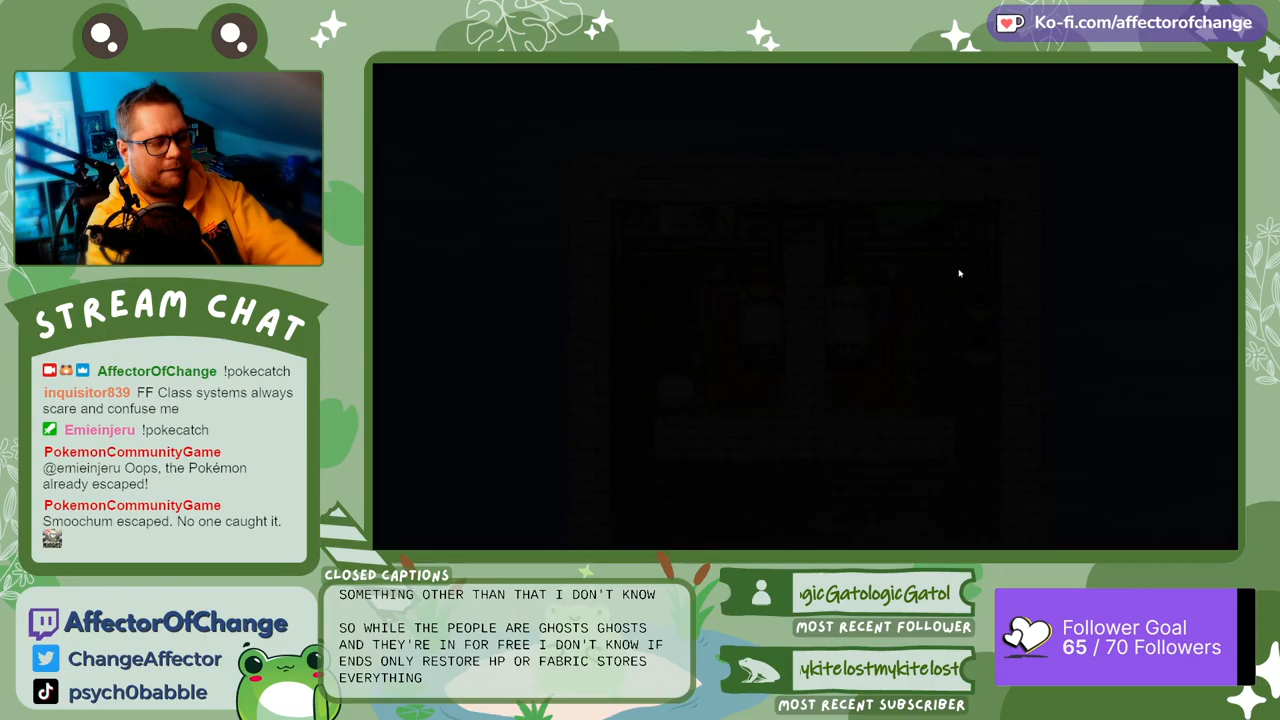 Ko-fi.com/affectorofchange
STREAM CHAT
AffectorOfChange !pokecatch
inquisitor839 FF Class systems always
scare and confuse me
Emieinjeru !pokecatch
PokemonCommunityGame
@emieinjeru Oops, the Pokémon
already escaped!
PokemonCommunityGame
Smoochum escaped. No one caught it.
AffectorOfChange
ChangeAffector
psych0babble
CLOSED CAPTIONS
SOMETHING OTHER THAN THAT I DON'T KNOW
SO WHILE THE PEOPLE ARE GHOSTS GHOSTS
AND THEY'RE IN FOR FREE I DON'T KNOW IF
ENDS ONLY RESTORE HP OR FABRIC STORES
EVERYTHING
ogicGatologicGatol
MOST RECENT FOLLOWER
ykitelostmykitelost
MOST RECENT SUBSCRIBER
Follower Goal
65 / 70 Followers